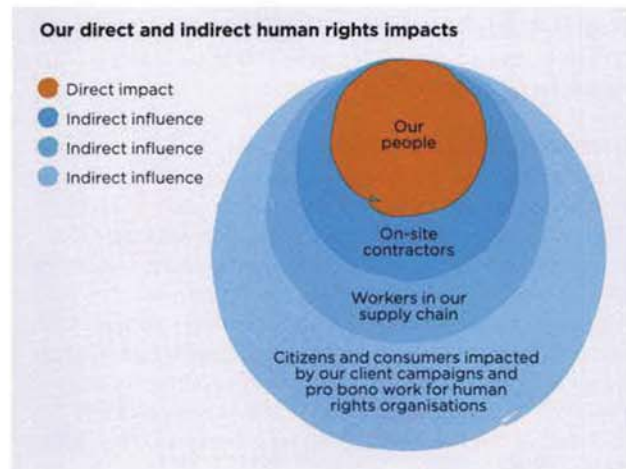 Our direct and indirect human rights impacts
Direct impact
Indirect influence
Indirect influence
Indirect influence
Our
people
On-site
contractors
Workers in our
supply chain
Citizens and consumers impacted
by our client campaigns and
pro bono work for human
rights organisations